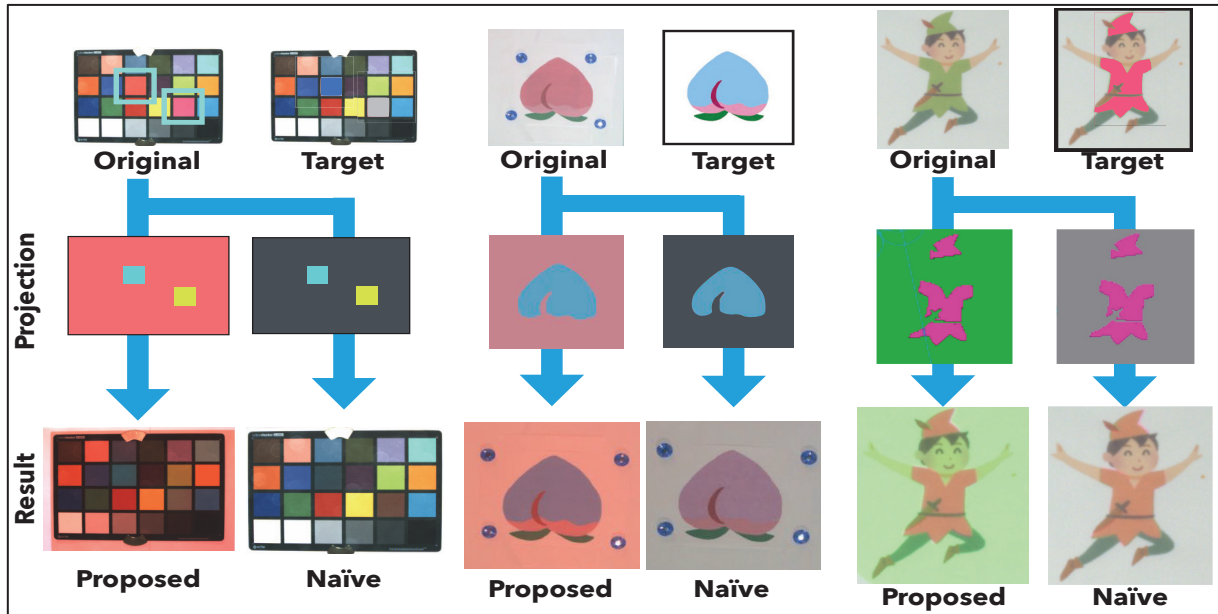 Original
Target
Original
Target
Original
Target
Projection
Result
Proposed
Naïve
Proposed
Naïve
Proposed
Naïve